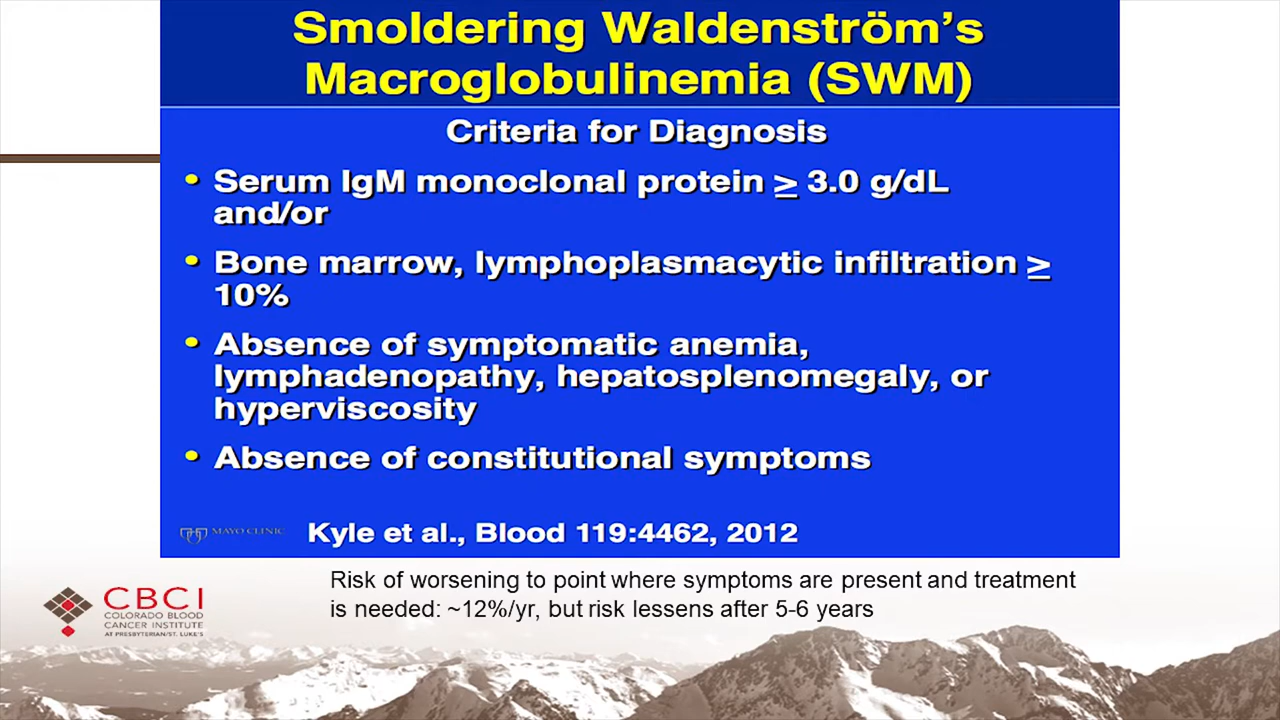 Smoldering Waldenström's
Macroglobulinemia (SWM)
Criteria for Diagnosis
• Serum IgM monoclonal protein ≥ 3.0 g/dL
and/or
• Bone marrow, lymphoplasmacytic infiltration ≥
10%
• Absence of symptomatic anemia,
lymphadenopathy, hepatosplenomegaly, or
hyperviscosity
• Absence of constitutional symptoms
MAYO CLINIC
Kyle et al., Blood 119:4462, 2012
Risk of worsening to point where symptoms are present and treatment
is needed: ~12%/yr, but risk lessens after 5-6 years
CBCI
COLORADO BLOOD
CANCER INSTITUTE
AT PRESBYTERIAN/ST. LUKE'S